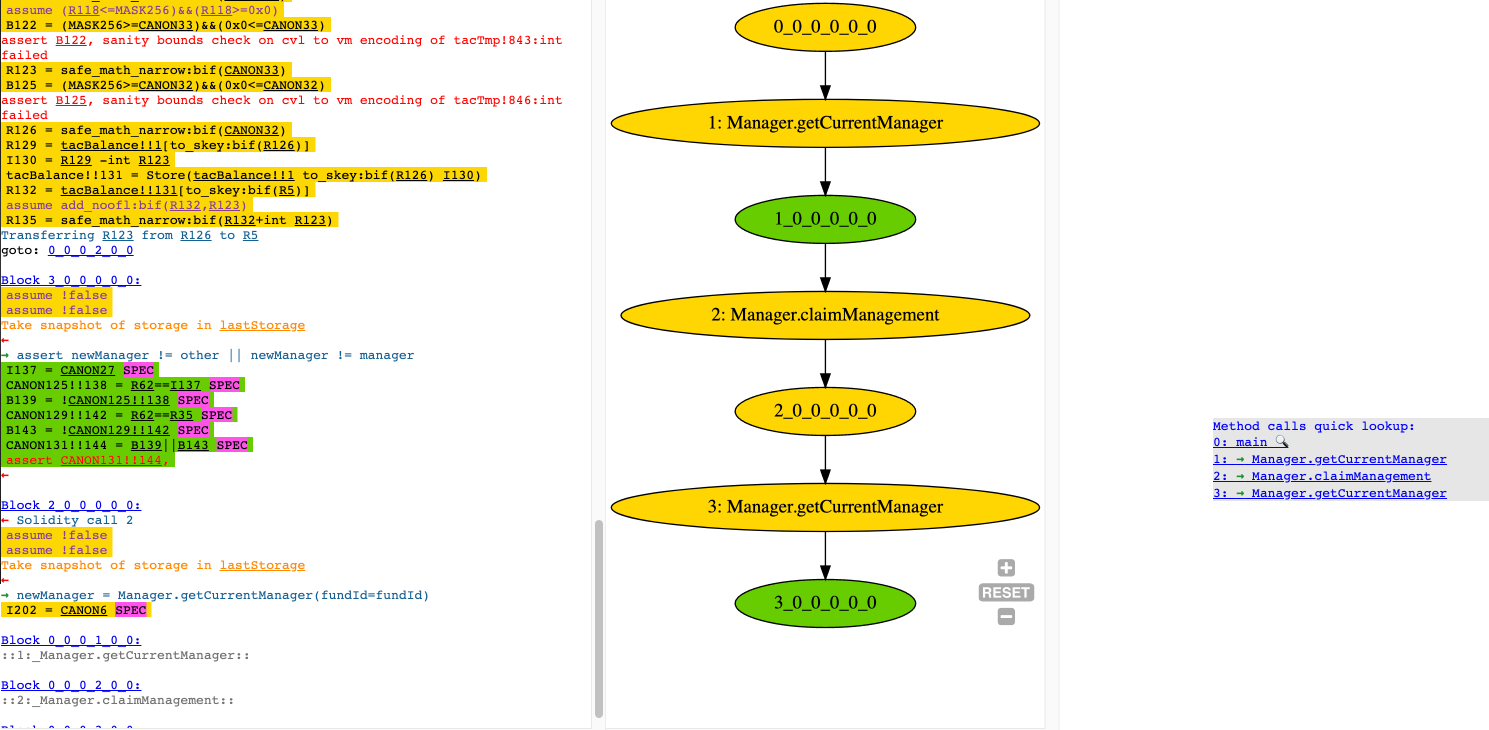 assume (R118<=MASK256)&&(R118>=0x0)
B122 = (MASK256>=CANON33)&&(0x0<=CANON33)
assert B122, sanity bounds check on cvl to vm encoding of tacTmp!843:int
failed
R123 = safe_math_narrow:bif(CANON33)
B125 = (MASK256>=CANON32)&&(0x0<=CANON32)
assert B125, sanity bounds check on cvl to vm encoding of tacTmp!846:int
failed
R126 = safe_math_narrow:bif(CANON32)
R129 = tacBalance!!1[to_skey:bif(R126)]
I130 = R129 -int R123
tacBalance!!131 = Store(tacBalance!!1 to_skey:bif(R126) I130)
R132 = tacBalance!!131[to_skey:bif(R5)]
assume add_noofl:bif(R132,R123)
R135 = safe_math_narrow:bif(R132+int R123)
Transferring R123 from R126 to R5
goto: 0_0_0_2_0_0
Block 3_0_0_0_0_0:
assume !false
assume !false
Take snapshot of storage in lastStorage
←
→ assert newManager != other || newManager != manager
I137 = CANON27 SPEC
CANON125!!138 = R62==I137 SPEC
B139 = !CANON125!!138 SPEC
CANON129!!142 = R62==R35 SPEC
B143 = !CANON129!!142 SPEC
CANON131!!144 = B139||B143 SPEC
assert CANON131!!144,
←
Block 2_0_0_0_0_0:
← Solidity call 2
assume !false
assume !false
Take snapshot of storage in lastStorage
←
→ newManager = Manager.getCurrentManager(fundId=fundId)
I202 = CANON6 SPEC
Block 0_0_0_1_0_0:
::1:_Manager.getCurrentManager::
Block 0_0_0_2_0_0:
::2:_Manager.claimManagement::
0_0_0_0_0_0
1: Manager.getCurrentManager
1_0_0_0_0_0
2: Manager.claimManagement
2_0_0_0_0_0
3: Manager.getCurrentManager
3_0_0_0_0_0
RESET
Method calls quick lookup:
0: main
1: → Manager.getCurrentManager
2: → Manager.claimManagement
3: → Manager.getCurrentManager